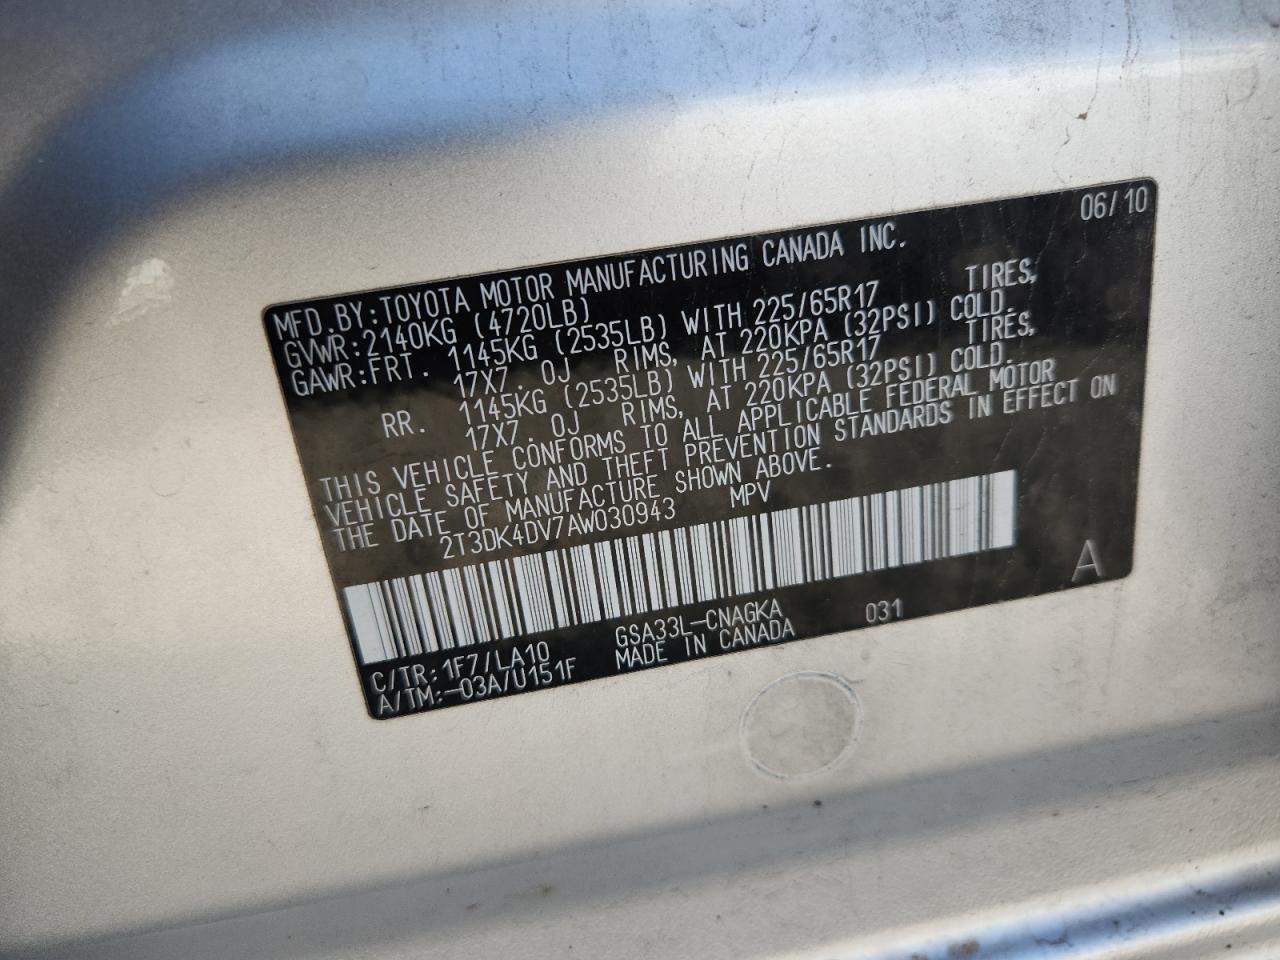 06/10
MFD.BY:TOYOTA MOTOR MANUFACTURING CANADA INC.
GVWR:2140KG (4720LB)
GAWR:FRT. 1145KG (2535LB) WITH 225/65R17 TIRES,
17X7.0J RIMS, AT 220KPA (32PSI) COLD.
RR. 1145KG (2535LB) WITH 225/65R17 TIRES,
17X7.0J RIMS, AT 220KPA (32PSI) COLD.
THIS VEHICLE CONFORMS TO ALL APPLICABLE FEDERAL MOTOR
VEHICLE SAFETY AND THEFT PREVENTION STANDARDS IN EFFECT ON
THE DATE OF MANUFACTURE SHOWN ABOVE.
2T3DK4DV7AW030943 MPV
A
C/TR:1F7/LA10 GSA33L-CNAGKA 031
A/TM:-03A/U151F MADE IN CANADA